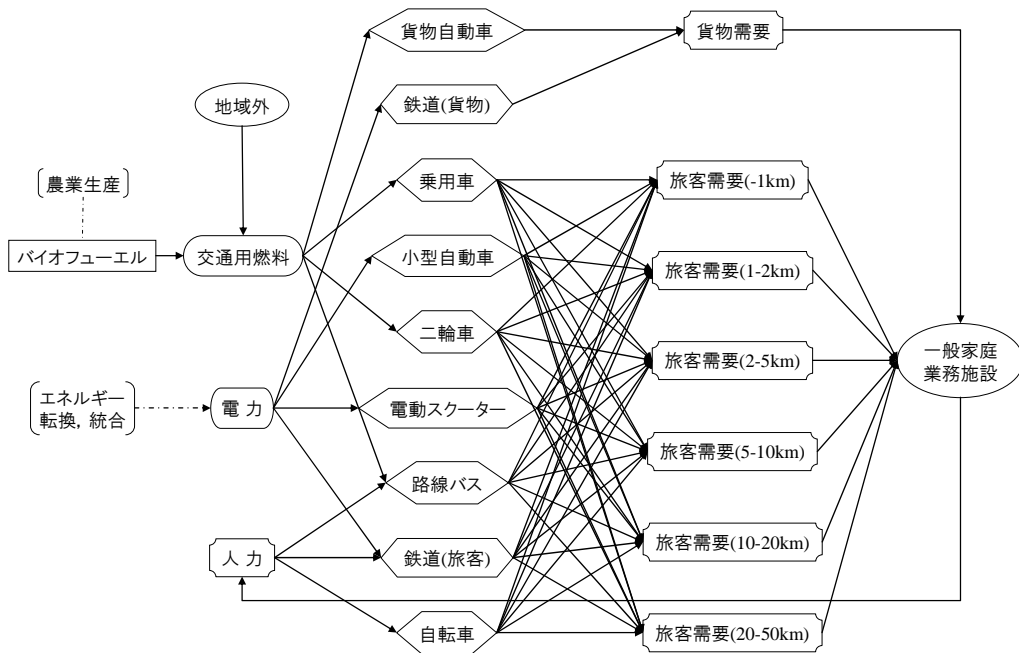 貨物自動車
貨物需要
地域外
鉄道(貨物)
農業生産
乗用車
旅客需要(-1km)
バイオフューエル
交通用燃料
小型自動車
旅客需要(1-2km)
二輪車
旅客需要(2-5km)
一般家庭
業務施設
エネルギー
転換, 統合
電 力
電動スクーター
旅客需要(5-10km)
路線バス
人 力
鉄道(旅客)
旅客需要(10-20km)
自転車
旅客需要(20-50km)